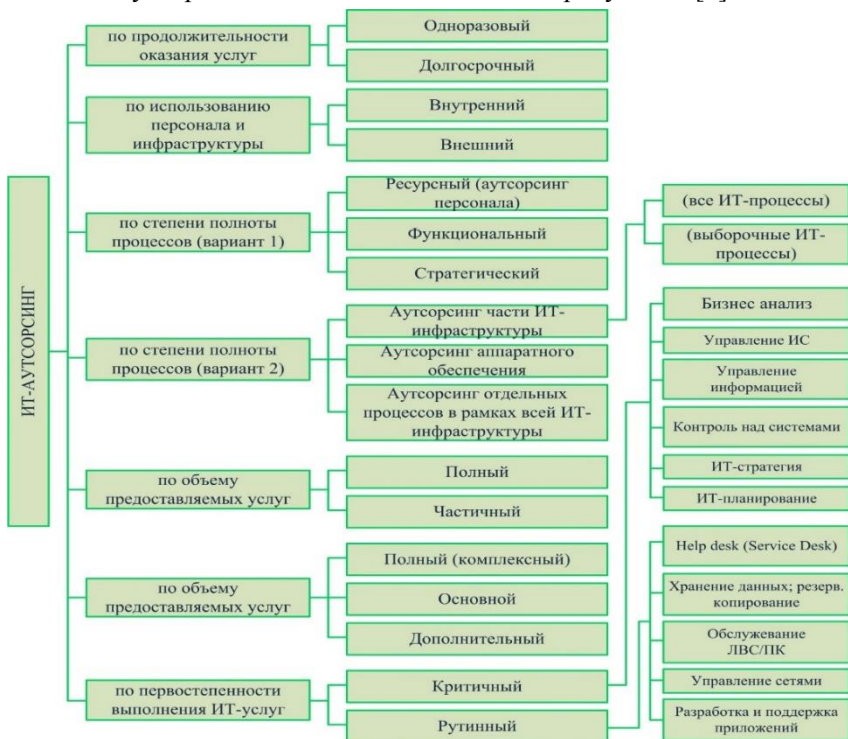 ИТ-АУТСОРСИНГ
по продолжительности
оказания услуг
Одноразовый
Долгосрочный
по использованию
персонала и
инфраструктуры
Внутренний
Внешний
по степени полноты
процессов (вариант 1)
Ресурсный (аутсорсинг
персонала)
Функциональный
Стратегический
по степени полноты
процессов (вариант 2)
Аутсорсинг части ИТ-
инфраструктуры
(все ИТ-процессы)
(выборочные ИТ-
процессы)
Аутсорсинг аппаратного
обеспечения
Аутсорсинг отдельных
процессов в рамках всей ИТ-
инфраструктуры
по объему
предоставляемых услуг
Полный
Частичный
по объему
предоставляемых услуг
Полный (комплексный)
Основной
Дополнительный
по первостепенности
выполнения ИТ-услуг
Критичный
Бизнес анализ
Управление ИС
Управление
информацией
Контроль над системами
ИТ-стратегия
ИТ-планирование
Рутинный
Help desk (Service Desk)
Хранение данных; резерв.
копирование
Обслужевание
ЛВС/ПК
Управление сетями
Разработка и поддержка
приложений